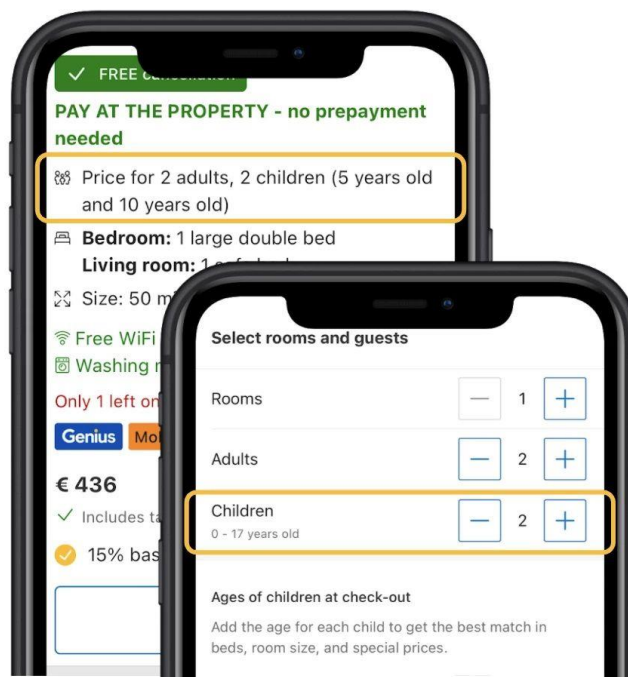 ✓ FREE cancellation
PAY AT THE PROPERTY - no prepayment
needed
Price for 2 adults, 2 children (5 years old
and 10 years old)
Bedroom: 1 large double bed
Living room: 1
Size: 50
Free WiFi
Washing
Only 1 left on
Genius
€ 436
✓ Includes
15%
Select rooms and guests
Rooms
— 1 +
Adults
— 2 +
Children
— 2 +
0 - 17 years old
Ages of children at check-out
Add the age for each child to get the best match in
beds, room size, and special prices.